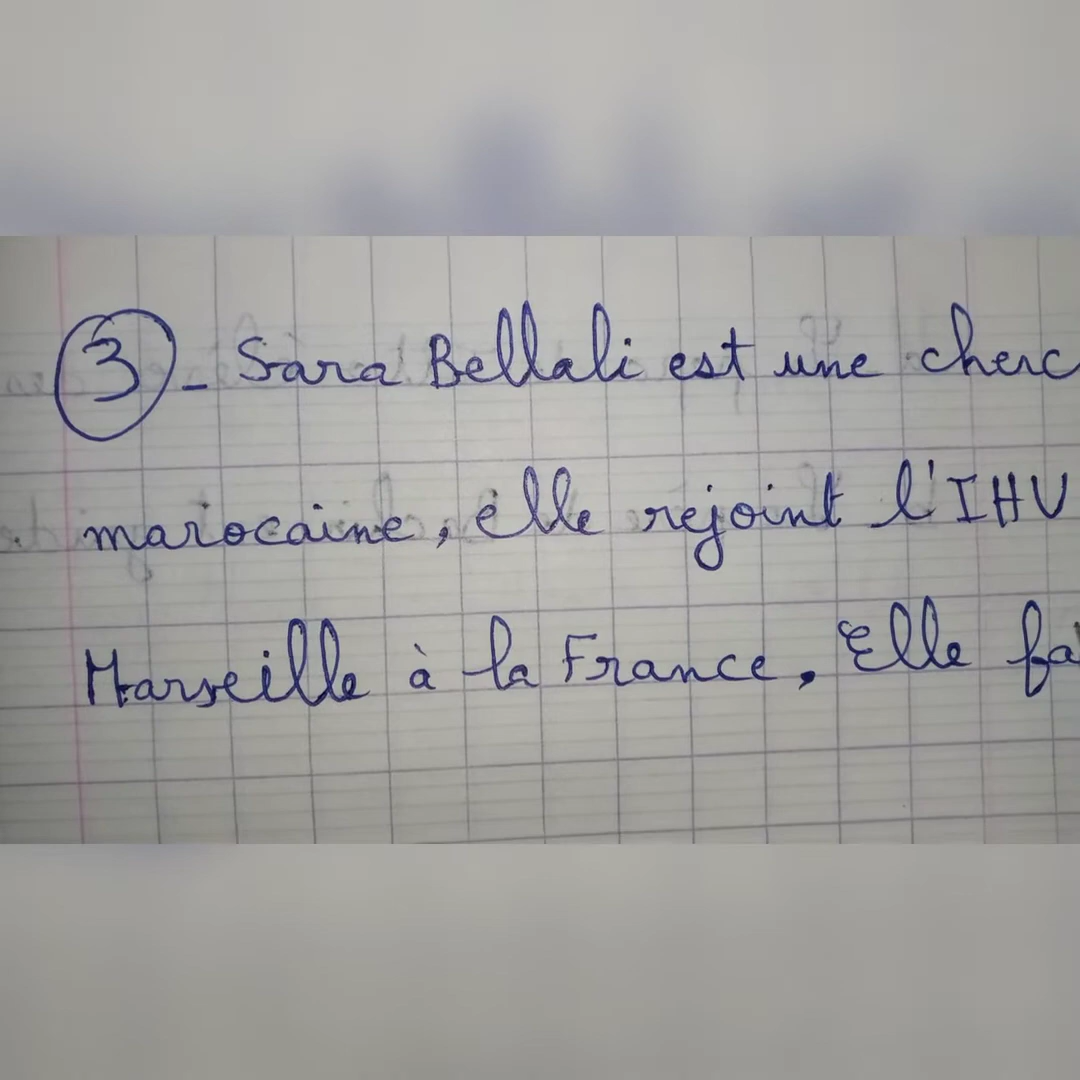 3 - Sara Bellali est une cherc
marocaine, elle rejoint l'IHU
Marseille à la France. Elle fa